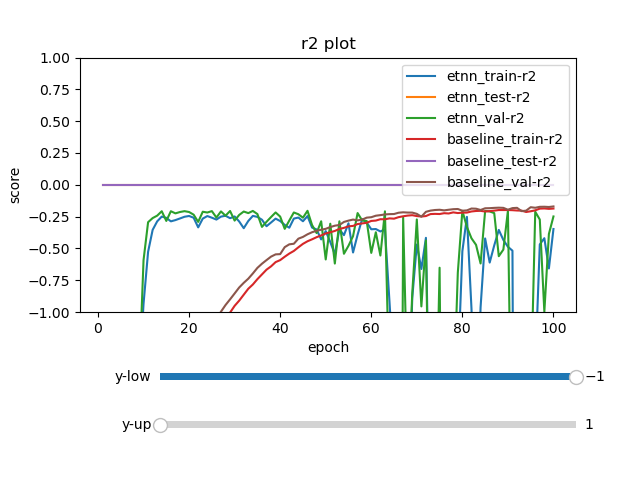 r2 plot
1.00
0.75
0.50
0.25
0.00
−0.25
−0.50
−0.75
−1.00
score
etnn_train-r2
etnn_test-r2
etnn_val-r2
baseline_train-r2
baseline_test-r2
baseline_val-r2
0 20 40 60 80 100
epoch
y-low −1
y-up 1